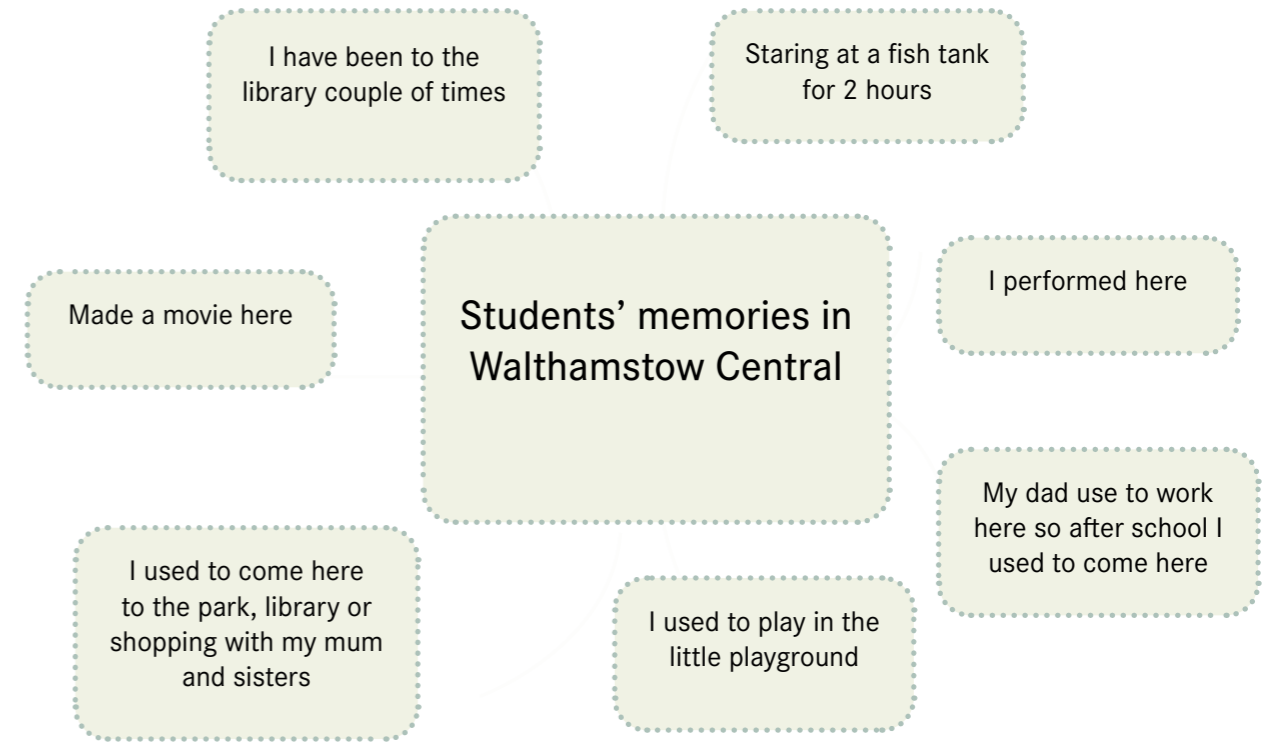 I have been to the
library couple of times
Staring at a fish tank
for 2 hours
Students’ memories in
Walthamstow Central
I performed here
Made a movie here
My dad use to work
here so after school I
used to come here
I used to come here
to the park, library or
shopping with my mum
and sisters
I used to play in the
little playground